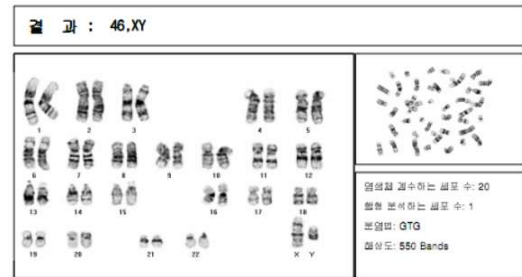 결 과 : 46,XY
1 2 3 4 5
6 7 8 9 10 11 12
13 14 15 16 17 18
19 20 21 22 X Y
염색체 계수하는 세포 수: 20
핵형 분석하는 세포 수: 1
분염법: GTG
해상도: 550 Bands